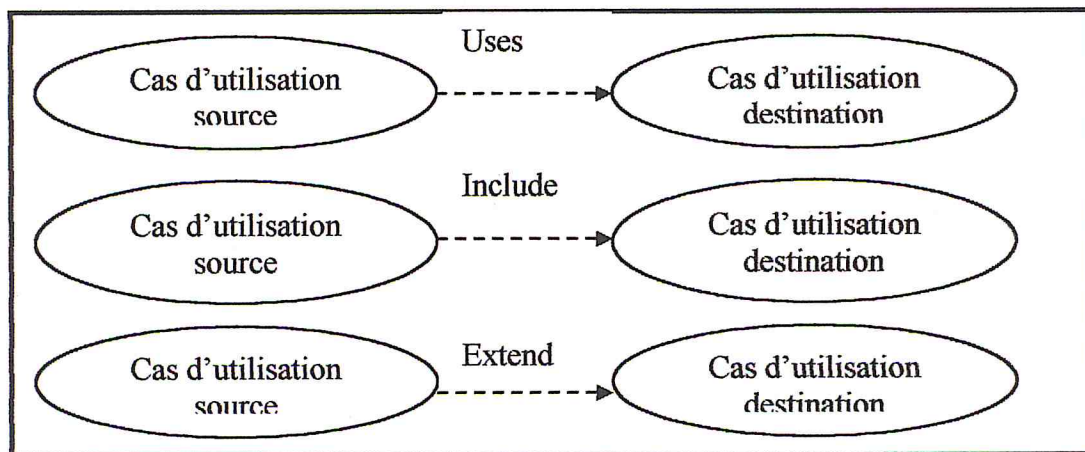 Uses
Cas d'utilisation
source
Cas d'utilisation
destination
Include
Cas d'utilisation
source
Cas d'utilisation
destination
Extend
Cas d'utilisation
source
Cas d'utilisation
destination